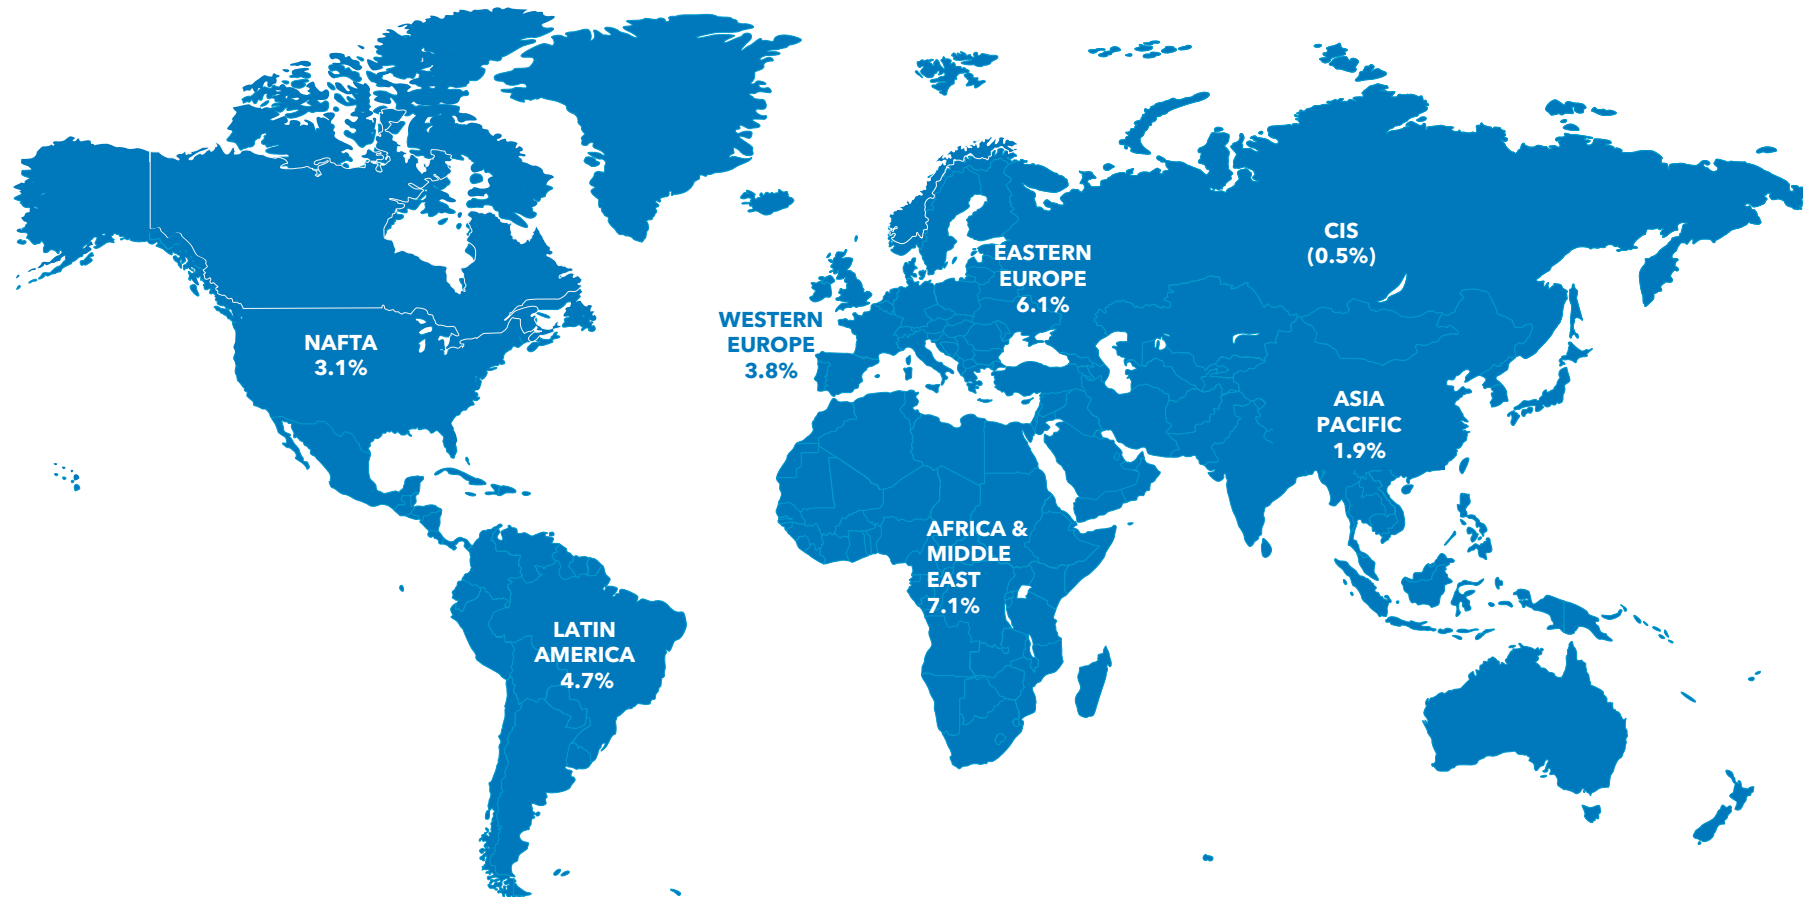 CIS
(0.5%)
EASTERN
EUROPE
6.1%
WESTERN
EUROPE
3.8%
NAFTA
3.1%
ASIA
PACIFIC
1.9%
AFRICA &
MIDDLE
EAST
7.1%
LATIN
AMERICA
4.7%